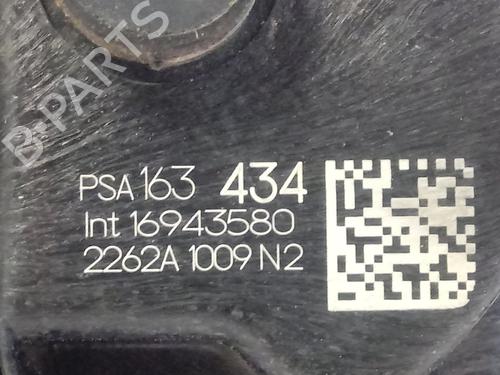 B-PARTS
PSA 163 434
Int 16943580
2262A 1009 N2